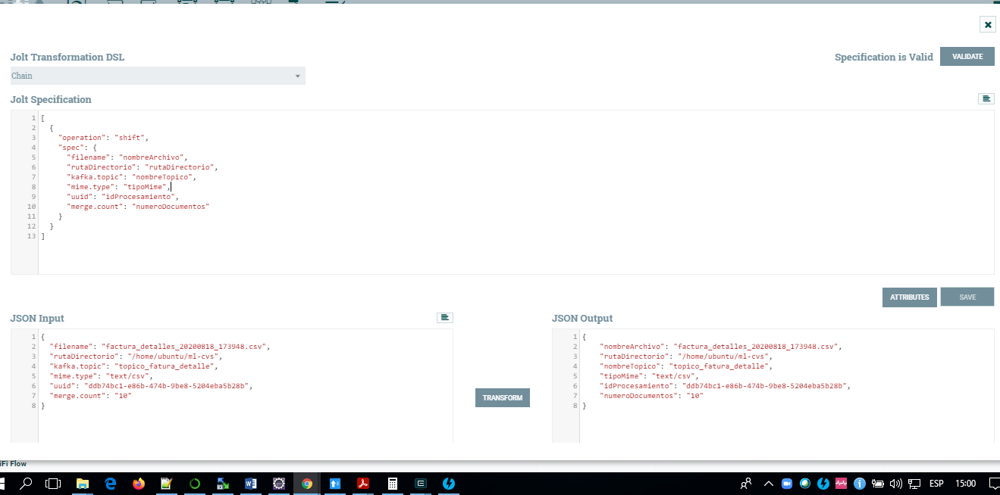 Jolt Transformation DSL
Specification is Valid
VALIDATE
Chain
Jolt Specification
1 [
2 {
3 "operation": "shift",
4 "spec": {
5 "filename": "nombreArchivo",
6 "rutaDirectorio": "rutaDirectorio",
7 "kafka.topic": "nombreTopico",
8 "mime.type": "tipoMime",
9 "uuid": "idProcesamiento",
10 "merge.count": "numeroDocumentos"
11 }
12 }
13 ]
ATTRIBUTES
SAVE
JSON Input
1 {
2 "filename": "factura_detalles_20200818_173948.csv",
3 "rutaDirectorio": "/home/ubuntu/ml-cvs",
4 "kafka.topic": "topico_fatura_detalle",
5 "mime.type": "text/csv",
6 "uuid": "ddb74bc1-e86b-474b-9be8-5204eba5b28b",
7 "merge.count": "10"
8 }
TRANSFORM
JSON Output
1 {
2 "nombreArchivo": "factura_detalles_20200818_173948.csv",
3 "rutaDirectorio": "/home/ubuntu/ml-cvs",
4 "nombreTopico": "topico_fatura_detalle",
5 "tipoMime": "text/csv",
6 "idProcesamiento": "ddb74bc1-e86b-474b-9be8-5204eba5b28b",
7 "numeroDocumentos": "10"
8 }
iFi Flow
ESP
15:00